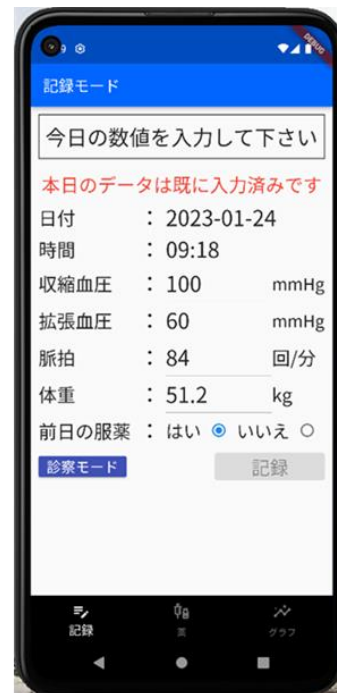 9
DEBUG
記録モード
今日の数値を入力して下さい
本日のデータは既に入力済みです
日付 : 2023-01-24
時間 : 09:18
収縮血圧 : 100 mmHg
拡張血圧 : 60 mmHg
脈拍 : 84 回/分
体重 : 51.2 kg
前日の服薬 : はい いいえ
診察モード 記録
記録 薬 グラフ